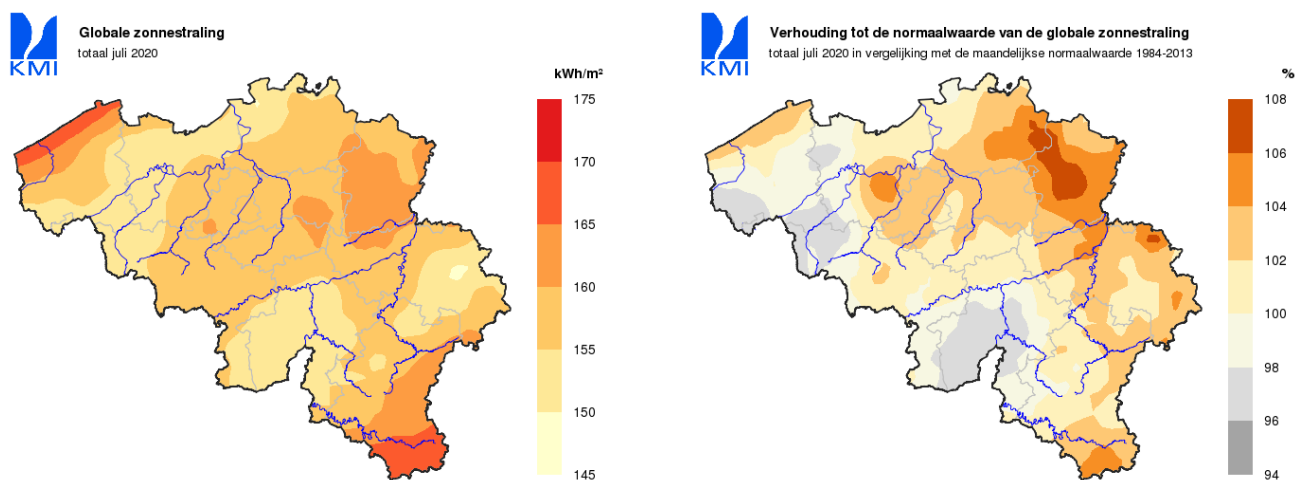 KMI
Globale zonnestraling
totaal juli 2020
kWh/m²
175
170
165
160
155
150
145
KMI
Verhouding tot de normaalwaarde van de globale zonnestraling
totaal juli 2020 in vergelijking met de maandelijkse normaalwaarde 1984-2013
%
108
106
104
102
100
98
96
94